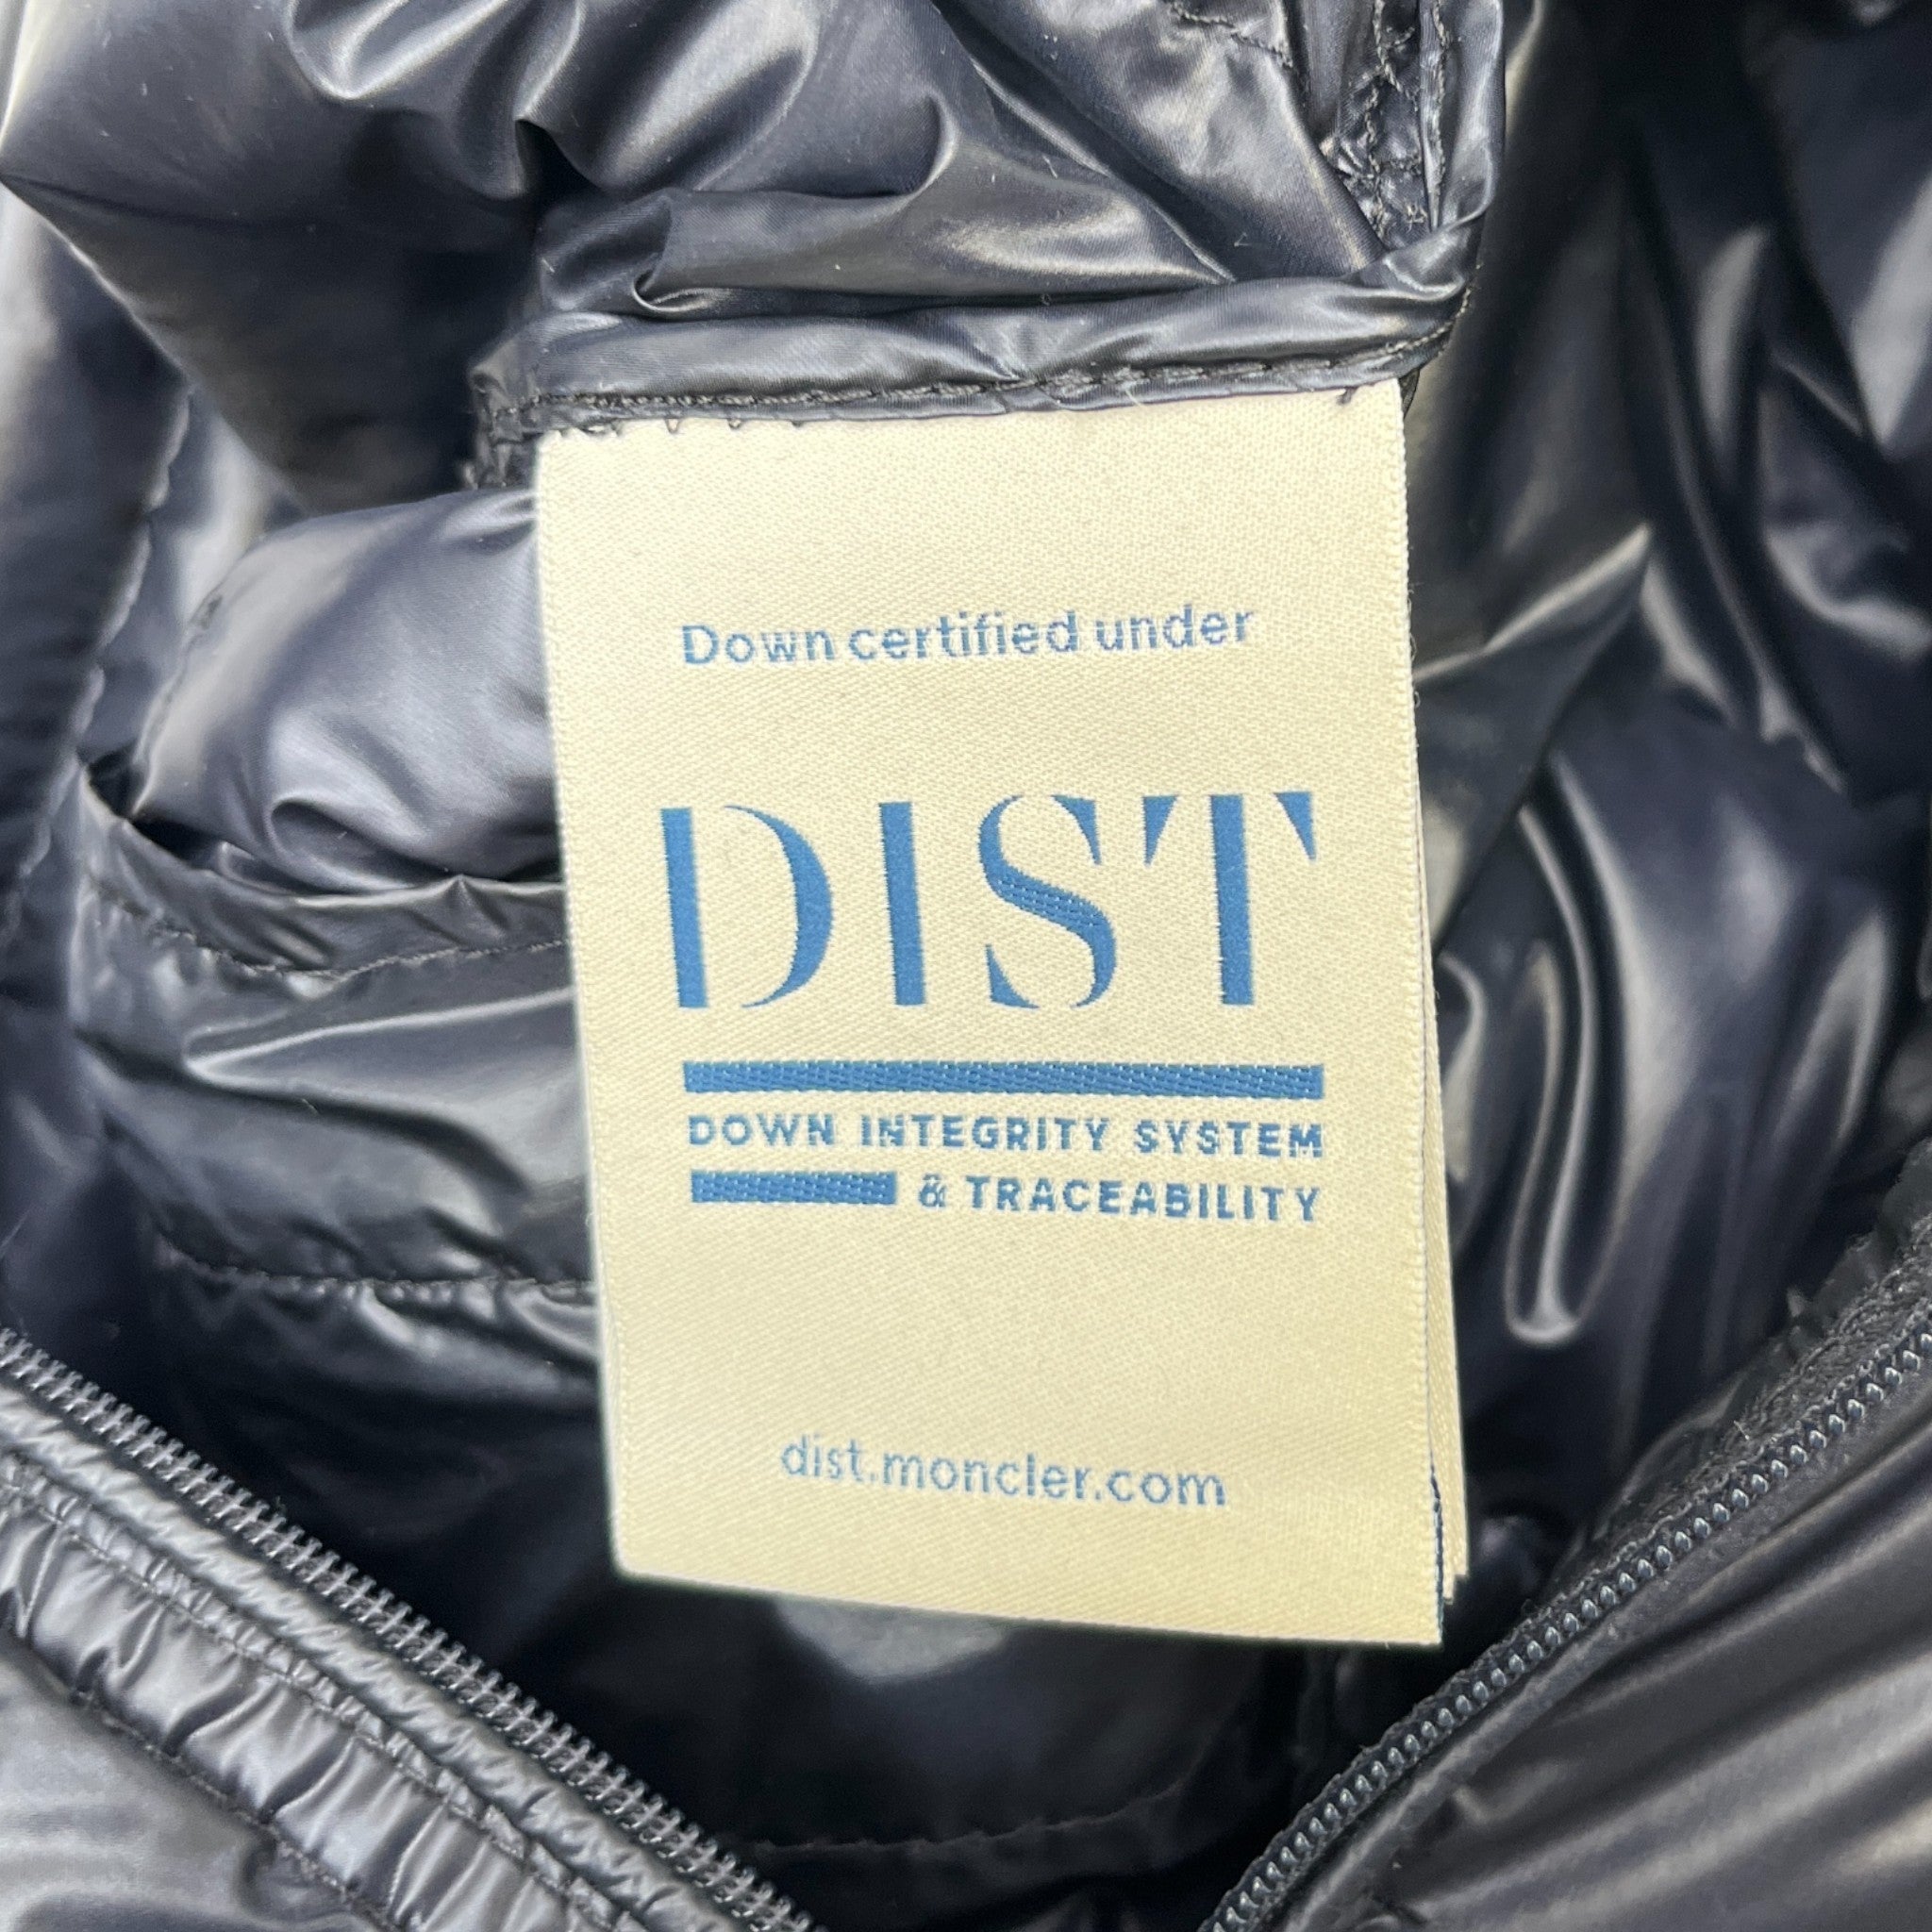 Down certified under
DIST
DOWN INTEGRITY SYSTEM
& TRACEABILITY
dist.moncler.com